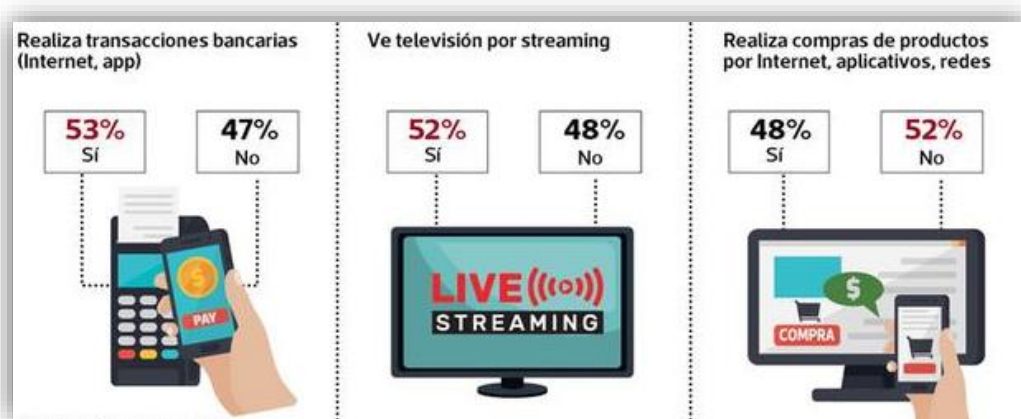 Realiza transacciones bancarias
(Internet, app)
53%
Sí
47%
No
PAY
Ve televisión por streaming
52%
Sí
48%
No
LIVE
STREAMING
Realiza compras de productos
por Internet, aplicativos, redes
48%
Sí
52%
No
$
$
COMPRA